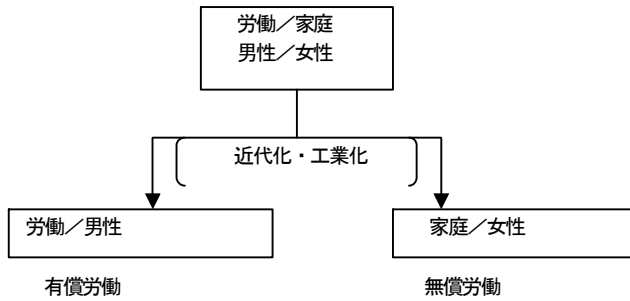 労働／家庭
男性／女性
近代化・工業化
労働／男性
家庭／女性
有償労働
無償労働